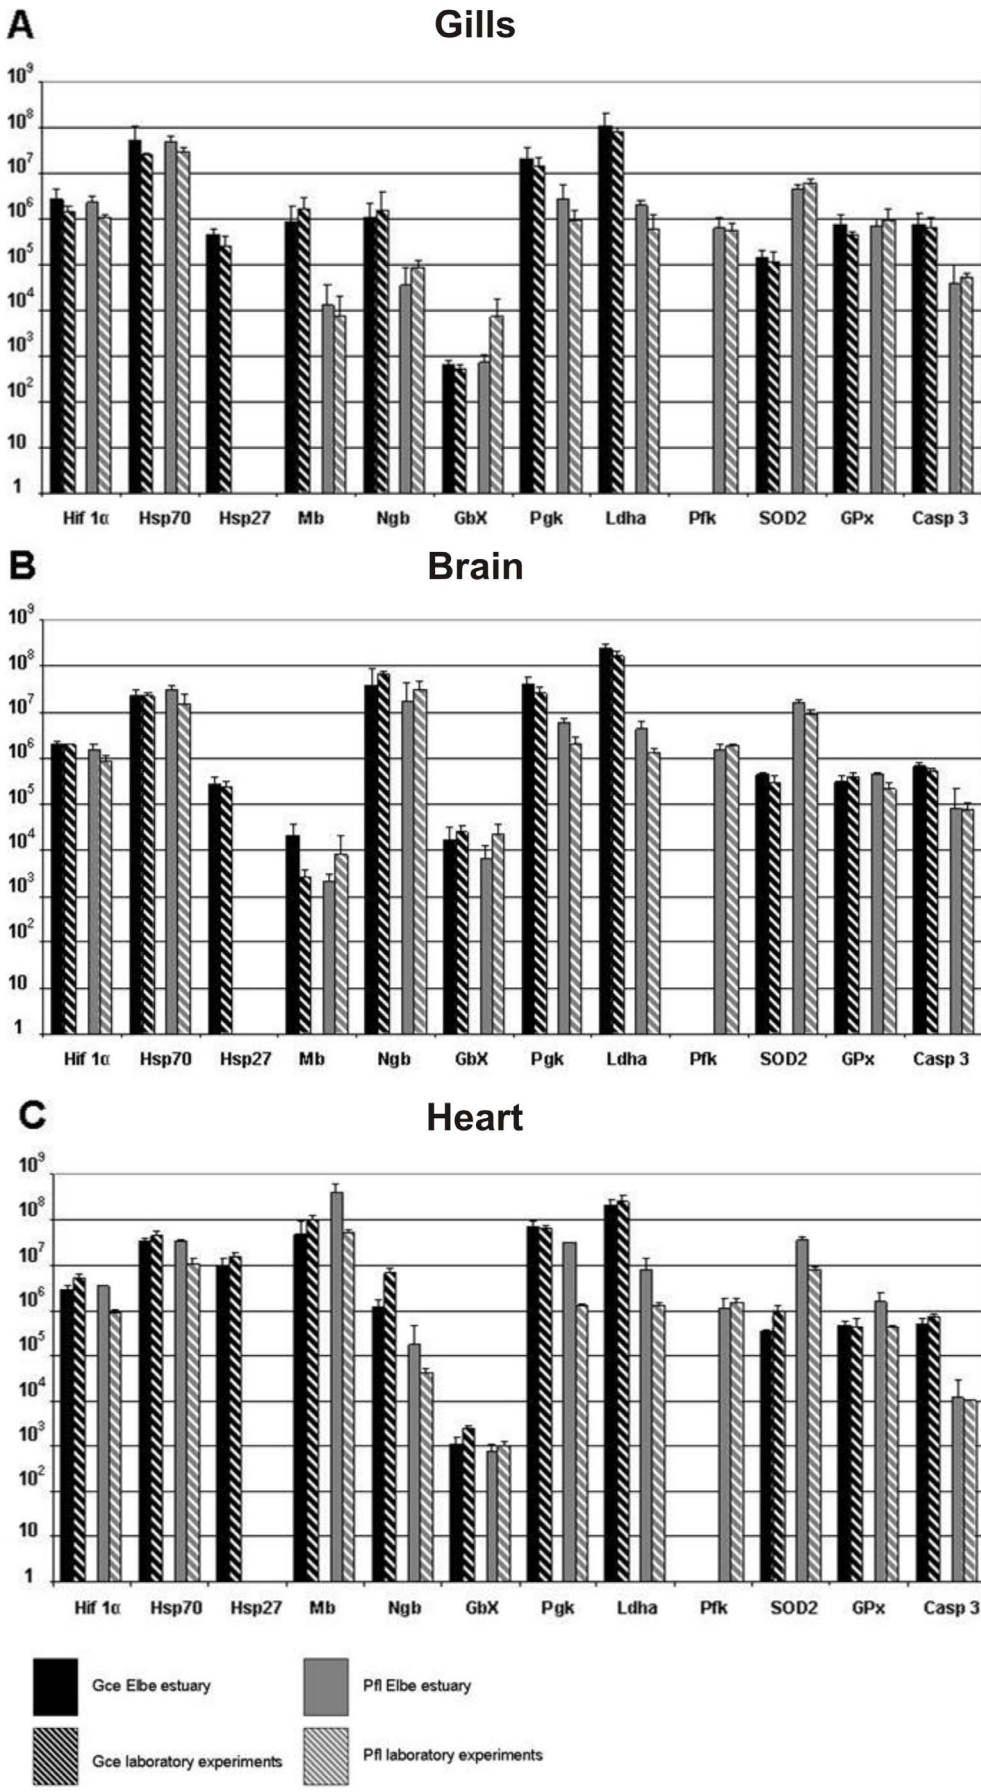 A
Gills
10⁹
10⁸
10⁷
10⁶
10⁵
10⁴
10³
10²
10
1
Hif 1α Hsp70 Hsp27 Mb Ngb GbX Pgk Ldha Pfk SOD2 GPx Casp 3
B
Brain
10⁹
10⁸
10⁷
10⁶
10⁵
10⁴
10³
10²
10
1
Hif 1α Hsp70 Hsp27 Mb Ngb GbX Pgk Ldha Pfk SOD2 GPx Casp 3
C
Heart
10⁹
10⁸
10⁷
10⁶
10⁵
10⁴
10³
10²
10
1
Hif 1α Hsp70 Hsp27 Mb Ngb GbX Pgk Ldha Pfk SOD2 GPx Casp 3
Gce Elbe estuary Pfl Elbe estuary
Gce laboratory experiments Pfl laboratory experiments